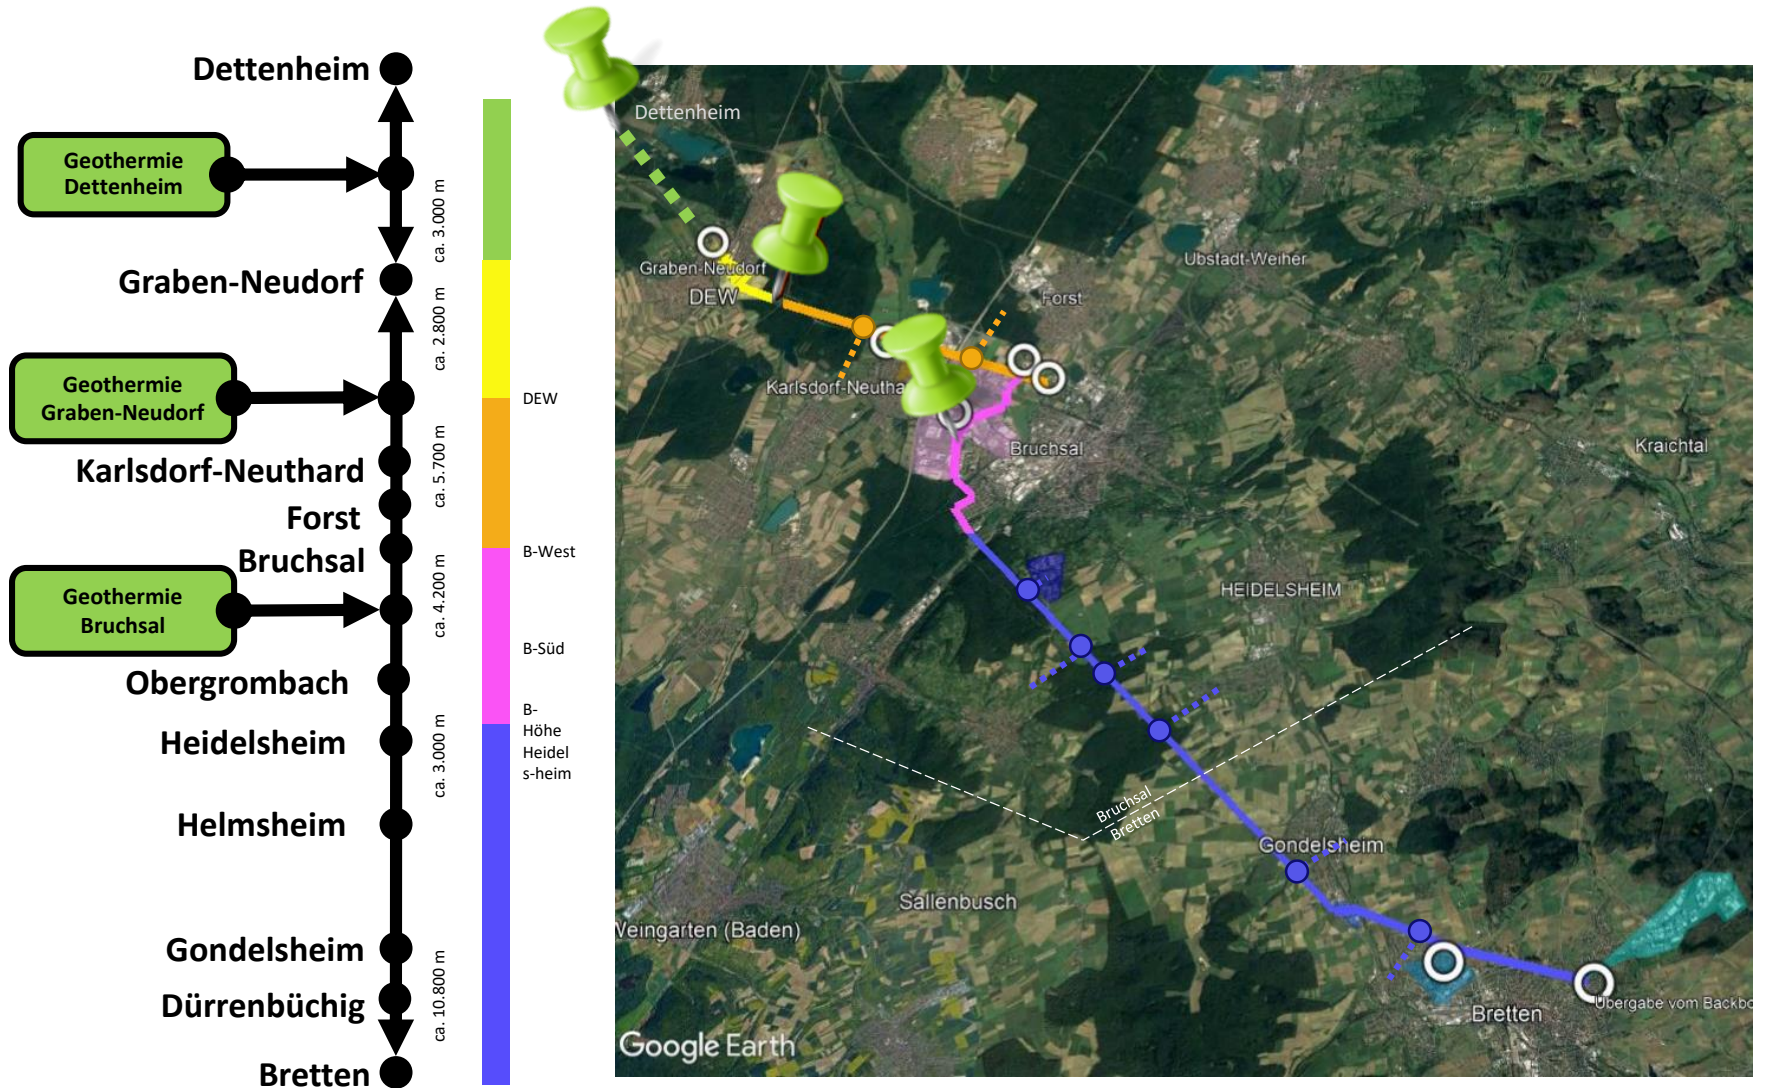 Dettenheim
Geothermie
Dettenheim
ca. 3.000 m
Graben-Neudorf
ca. 2.800 m
Geothermie
Graben-Neudorf
DEW
Karlsdorf-Neuthard
ca. 5.700 m
Forst
Bruchsal
B-West
Geothermie
Bruchsal
ca. 4.200 m
B-Süd
Obergrombach
B-
Höhe
Heidel
s-heim
Heidelsheim
ca. 3.000 m
Helmsheim
Gondelsheim
Dürrenbüchig
ca. 10.800 m
Bretten
Dettenheim
Graben-Neudorf
DEW
Ubstadt-Weiher
Forst
Karlsdorf-Neutha
Bruchsal
Kraichtal
HEIDELSHEIM
Bruchsal
Bretten
Gondelsheim
Sallenbusch
Weingarten (Baden)
Übergabe vom Backbo
Bretten
Google Earth